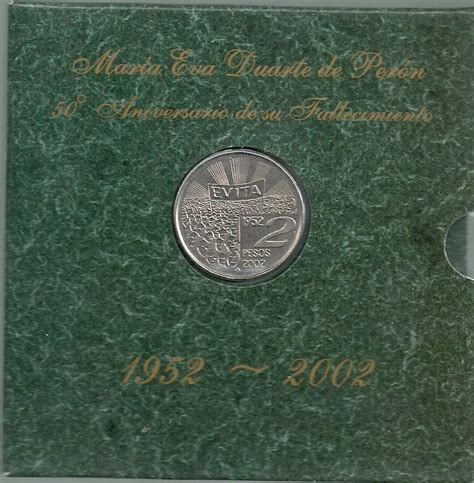 María Eva Duarte de Perón
50° Aniversario de su Fallecimiento
EVITA
1952
2
PESOS
2002
1952 ~ 2002